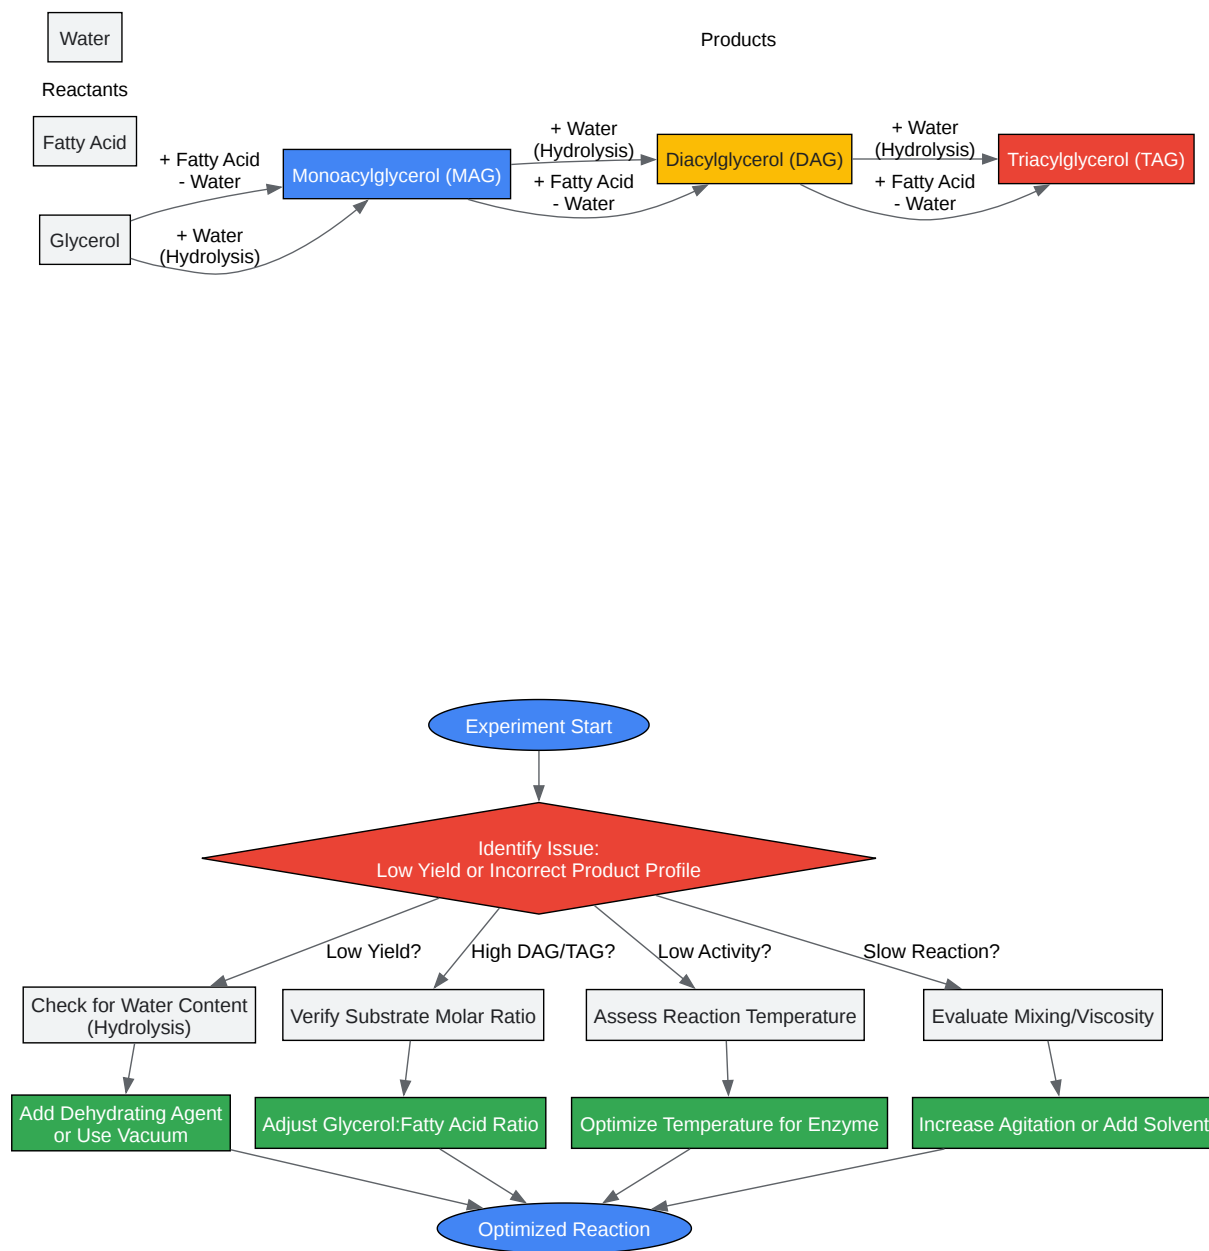 Water
Products
Reactants
Fatty Acid
+ Fatty Acid
- Water
Glycerol
+ Water
(Hydrolysis)
Monoacylglycerol (MAG)
+ Water
(Hydrolysis)
+ Fatty Acid
- Water
Diacylglycerol (DAG)
+ Water
(Hydrolysis)
+ Fatty Acid
- Water
Triacylglycerol (TAG)
Experiment Start
Identify Issue:
Low Yield or Incorrect Product Profile
Low Yield?
High DAG/TAG?
Low Activity?
Slow Reaction?
Check for Water Content
(Hydrolysis)
Verify Substrate Molar Ratio
Assess Reaction Temperature
Evaluate Mixing/Viscosity
Add Dehydrating Agent
or Use Vacuum
Adjust Glycerol:Fatty Acid Ratio
Optimize Temperature for Enzyme
Increase Agitation or Add Solvent
Optimized Reaction